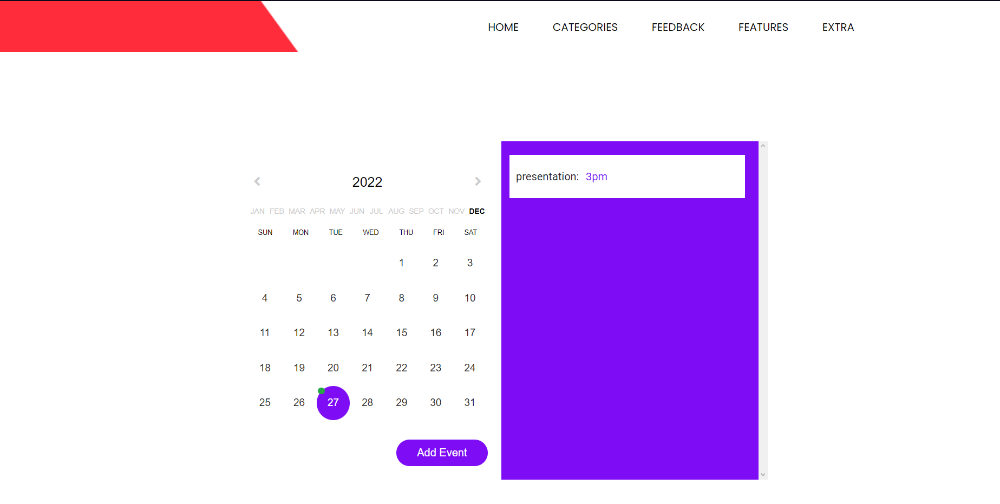 HOME CATEGORIES FEEDBACK FEATURES EXTRA
2022
JAN FEB MAR APR MAY JUN JUL AUG SEP OCT NOV DEC
SUN MON TUE WED THU FRI SAT
1 2 3
4 5 6 7 8 9 10
11 12 13 14 15 16 17
18 19 20 21 22 23 24
25 26 27 28 29 30 31
Add Event
presentation: 3pm